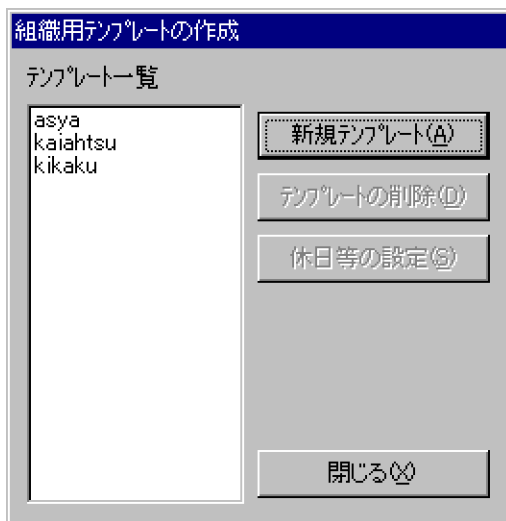 組織用ﾃﾝﾌﾟﾚｰﾄの作成
ﾃﾝﾌﾟﾚｰﾄ一覧
asya
kaiahtsu
kikaku
新規ﾃﾝﾌﾟﾚｰﾄ(A)
ﾃﾝﾌﾟﾚｰﾄの削除(D)
休日等の設定(S)
閉じる(X)